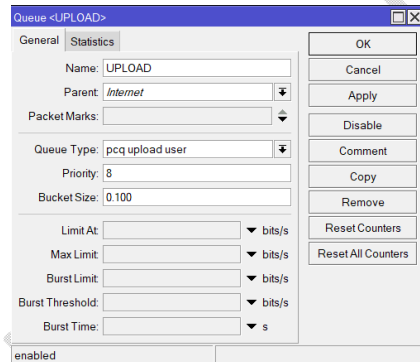 Queue <UPLOAD>
General Statistics
Name: UPLOAD
Parent: Internet
Packet Marks:
Queue Type: pcq upload user
Priority: 8
Bucket Size: 0.100
Limit At: bits/s
Max Limit: bits/s
Burst Limit: bits/s
Burst Threshold: bits/s
Burst Time: s
OK
Cancel
Apply
Disable
Comment
Copy
Remove
Reset Counters
Reset All Counters
enabled